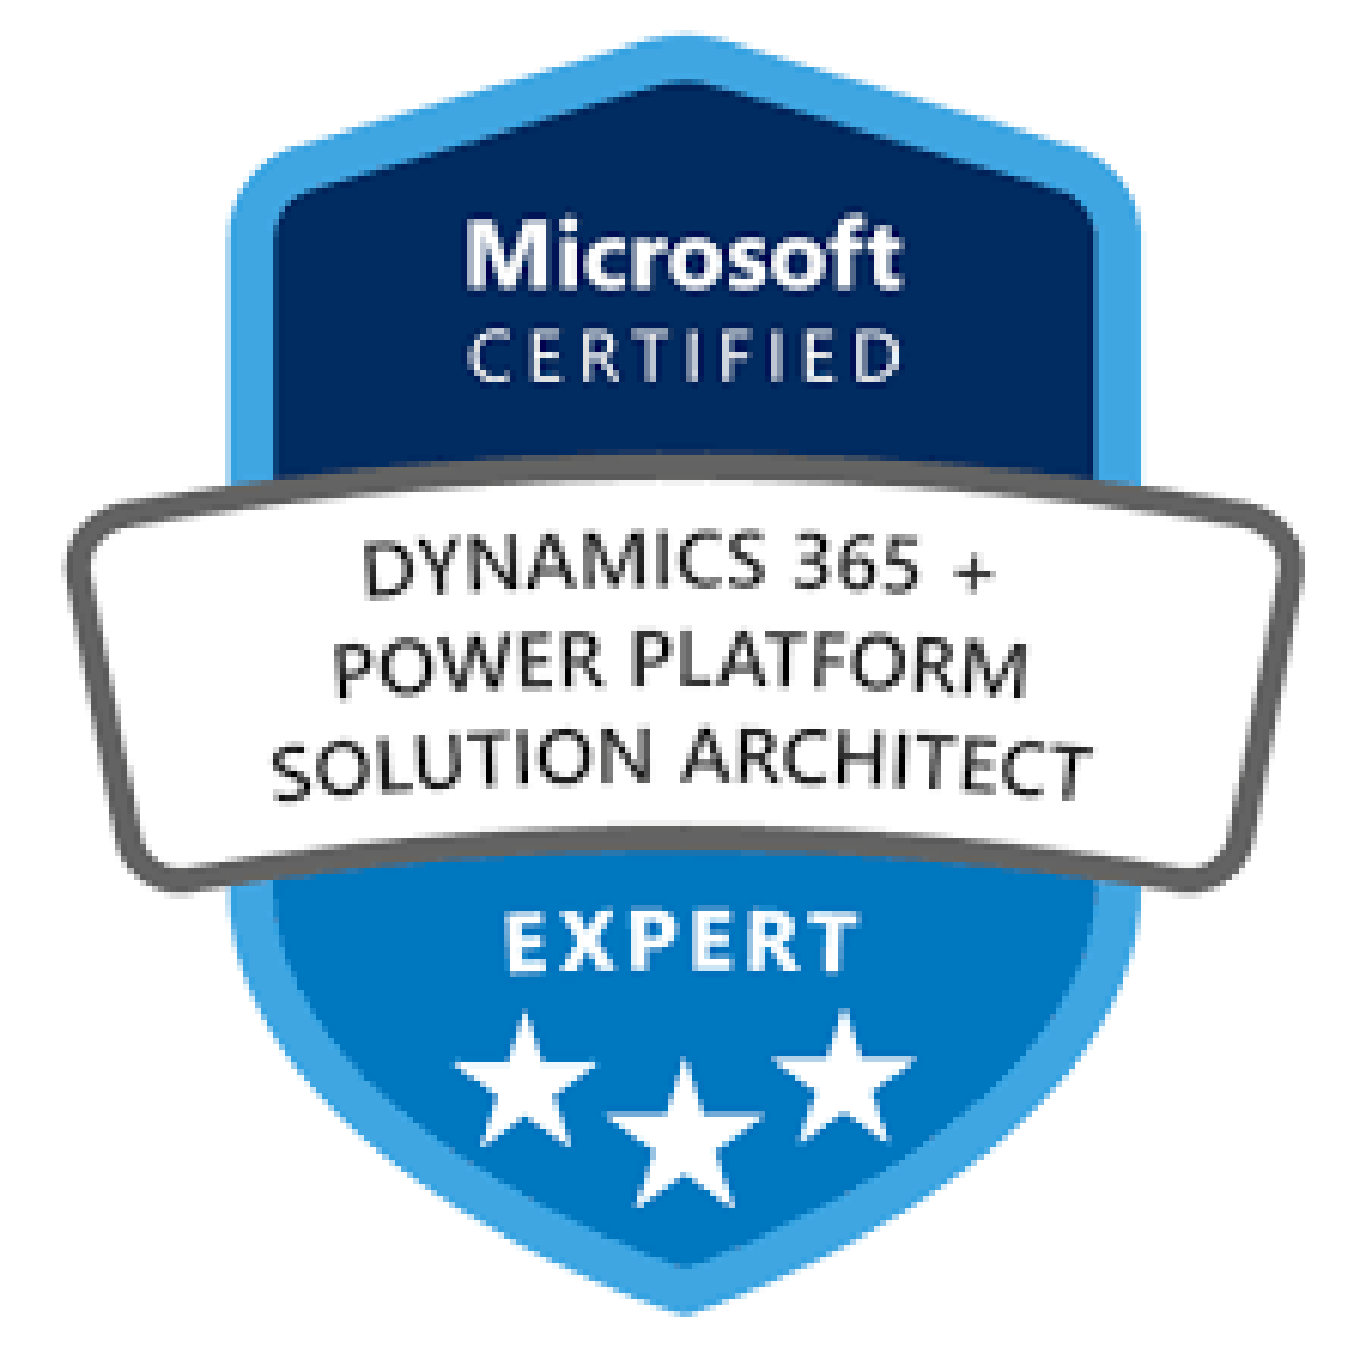 Microsoft
CERTIFIED
DYNAMICS 365 +
POWER PLATFORM
SOLUTION ARCHITECT
EXPERT